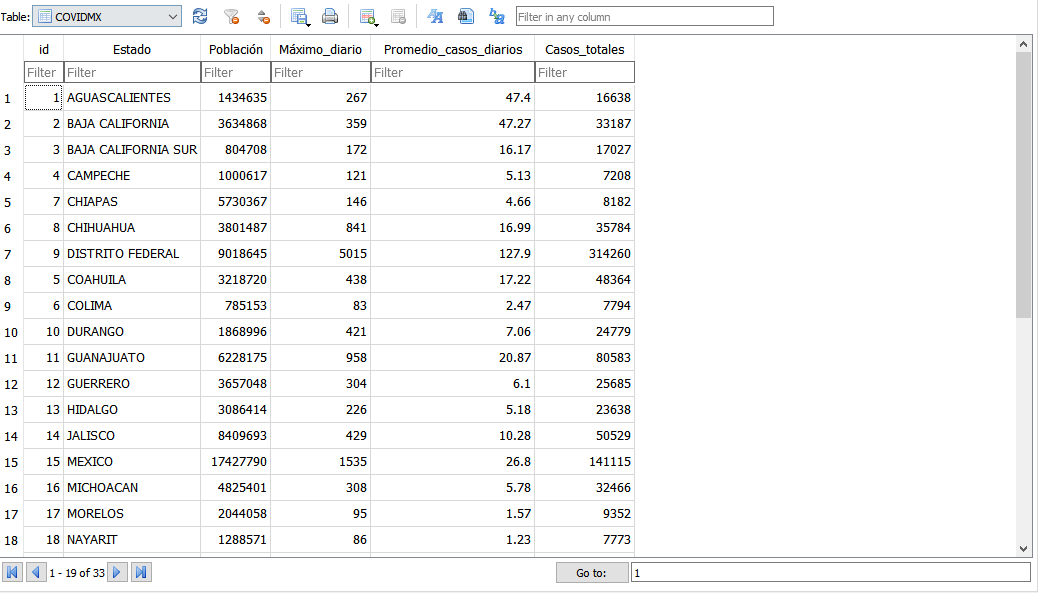 Table: COVIDMX Filter in any column
id Estado Población Máximo_diario Promedio_casos_diarios Casos_totales
Filter Filter Filter Filter Filter Filter
1 1 AGUASCALIENTES 1434635 267 47.4 16638
2 2 BAJA CALIFORNIA 3634868 359 47.27 33187
3 3 BAJA CALIFORNIA SUR 804708 172 16.17 17027
4 4 CAMPECHE 1000617 121 5.13 7208
5 7 CHIAPAS 5730367 146 4.66 8182
6 8 CHIHUAHUA 3801487 841 16.99 35784
7 9 DISTRITO FEDERAL 9018645 5015 127.9 314260
8 5 COAHUILA 3218720 438 17.22 48364
9 6 COLIMA 785153 83 2.47 7794
10 10 DURANGO 1868996 421 7.06 24779
11 11 GUANAJUATO 6228175 958 20.87 80583
12 12 GUERRERO 3657048 304 6.1 25685
13 13 HIDALGO 3086414 226 5.18 23638
14 14 JALISCO 8409693 429 10.28 50529
15 15 MEXICO 17427790 1535 26.8 141115
16 16 MICHOACAN 4825401 308 5.78 32466
17 17 MORELOS 2044058 95 1.57 9352
18 18 NAYARIT 1288571 86 1.23 7773
1 - 19 of 33 Go to: 1